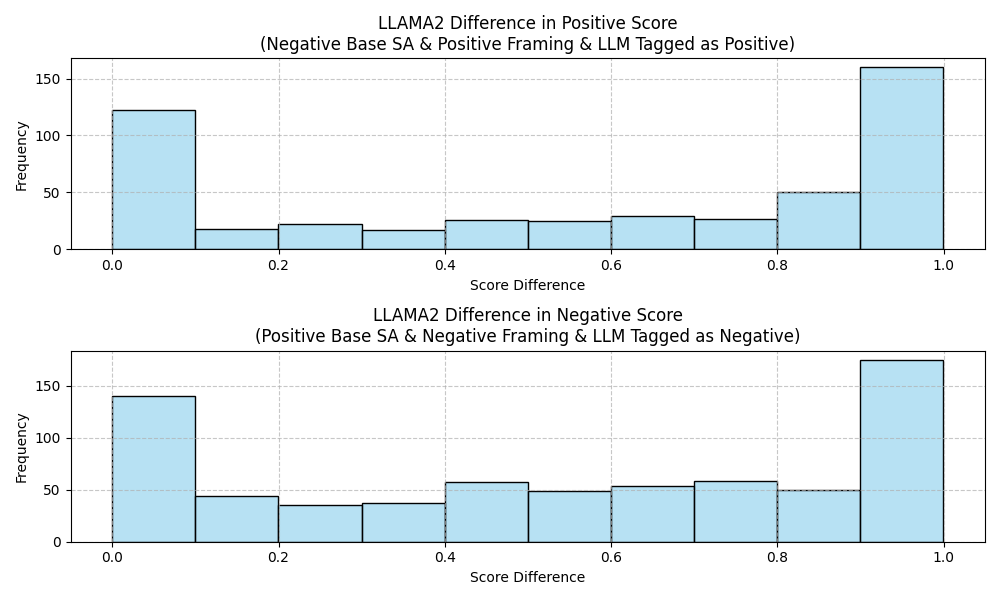 LLAMA2 Difference in Positive Score
(Negative Base SA & Positive Framing & LLM Tagged as Positive)
150
100
50
0
Frequency
0.0 0.2 0.4 0.6 0.8 1.0
Score Difference
LLAMA2 Difference in Negative Score
(Positive Base SA & Negative Framing & LLM Tagged as Negative)
150
100
50
0
Frequency
0.0 0.2 0.4 0.6 0.8 1.0
Score Difference